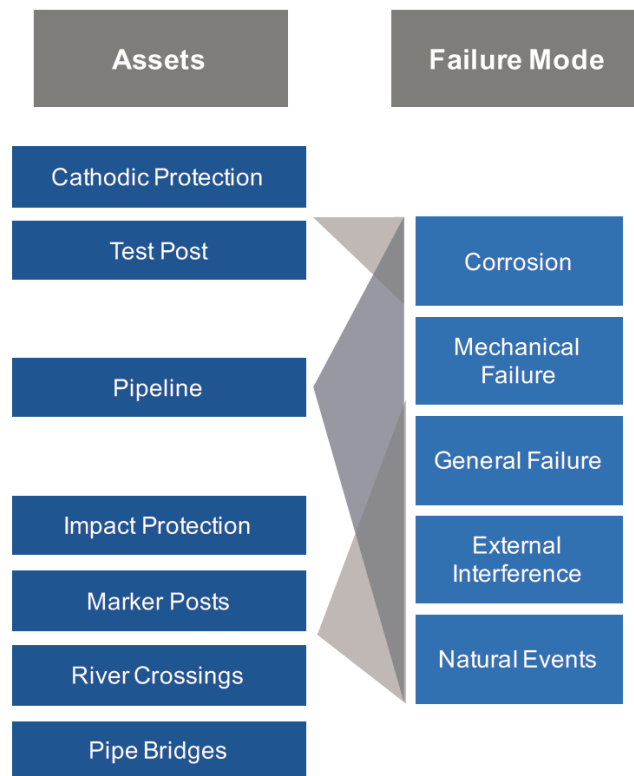 Assets
Failure Mode
Cathodic Protection
Test Post
Pipeline
Impact Protection
Marker Posts
River Crossings
Pipe Bridges
Corrosion
Mechanical
Failure
General Failure
External
Interference
Natural Events